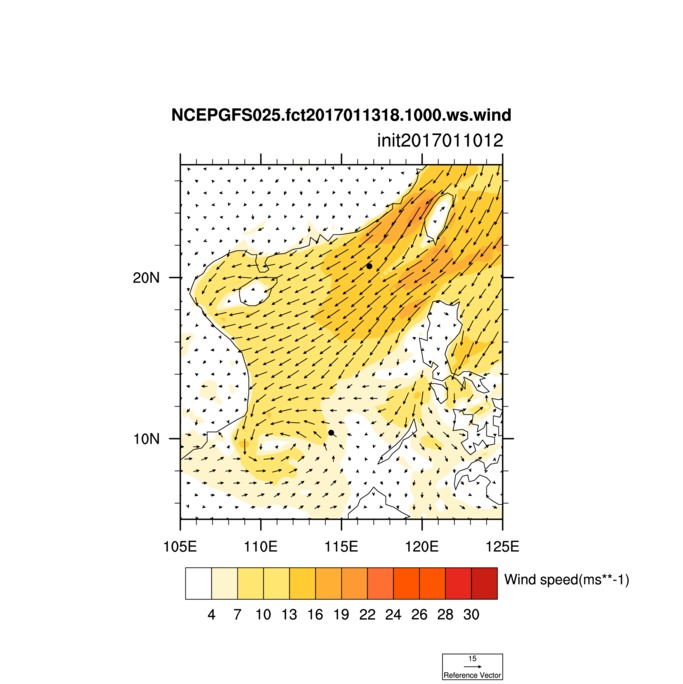 NCEPGFS025.fct2017011318.1000.ws.wind
init2017011012
20N
10N
105E 110E 115E 120E 125E
Wind speed(ms**-1)
4 7 10 13 16 19 22 24 26 28 30
15
Reference Vector